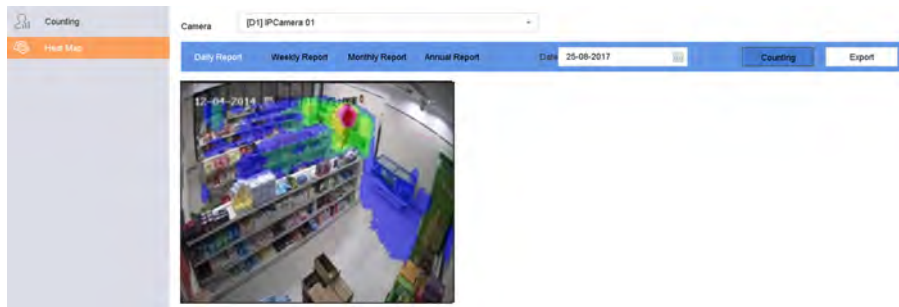 Counting
Camera
[D1] IPCamera 01
Heat Map
Daily Report
Weekly Report
Monthly Report
Annual Report
Date
25-08-2017
Counting
Export
12-04-2014